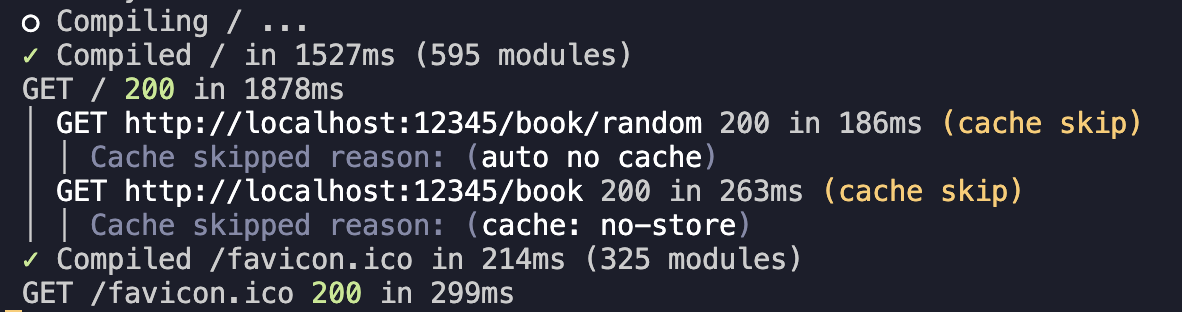 ○ Compiling / ...
✓ Compiled / in 1527ms (595 modules)
GET / 200 in 1878ms
│ GET http://localhost:12345/book/random 200 in 186ms (cache skip)
│ │ Cache skipped reason: (auto no cache)
│ GET http://localhost:12345/book 200 in 263ms (cache skip)
│ │ Cache skipped reason: (cache: no-store)
✓ Compiled /favicon.ico in 214ms (325 modules)
GET /favicon.ico 200 in 299ms